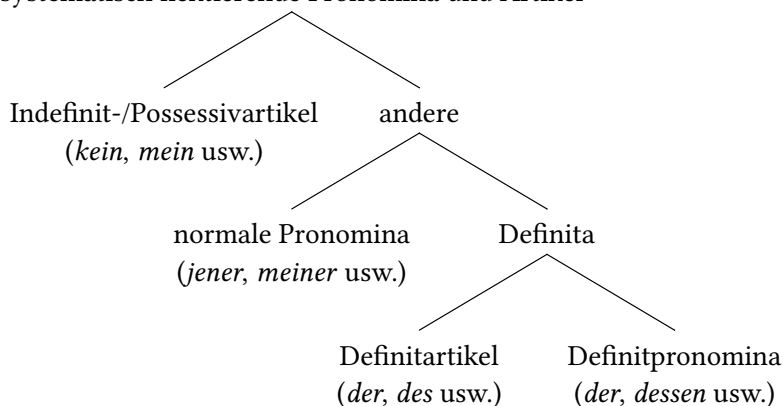 systematisch flektierende Pronomina und Artikel
Indefinit-/Possessivartikel andere
(kein, mein usw.)
normale Pronomina Definita
(jener, meiner usw.)
Definitartikel Definitpronomina
(der, des usw.) (der, dessen usw.)